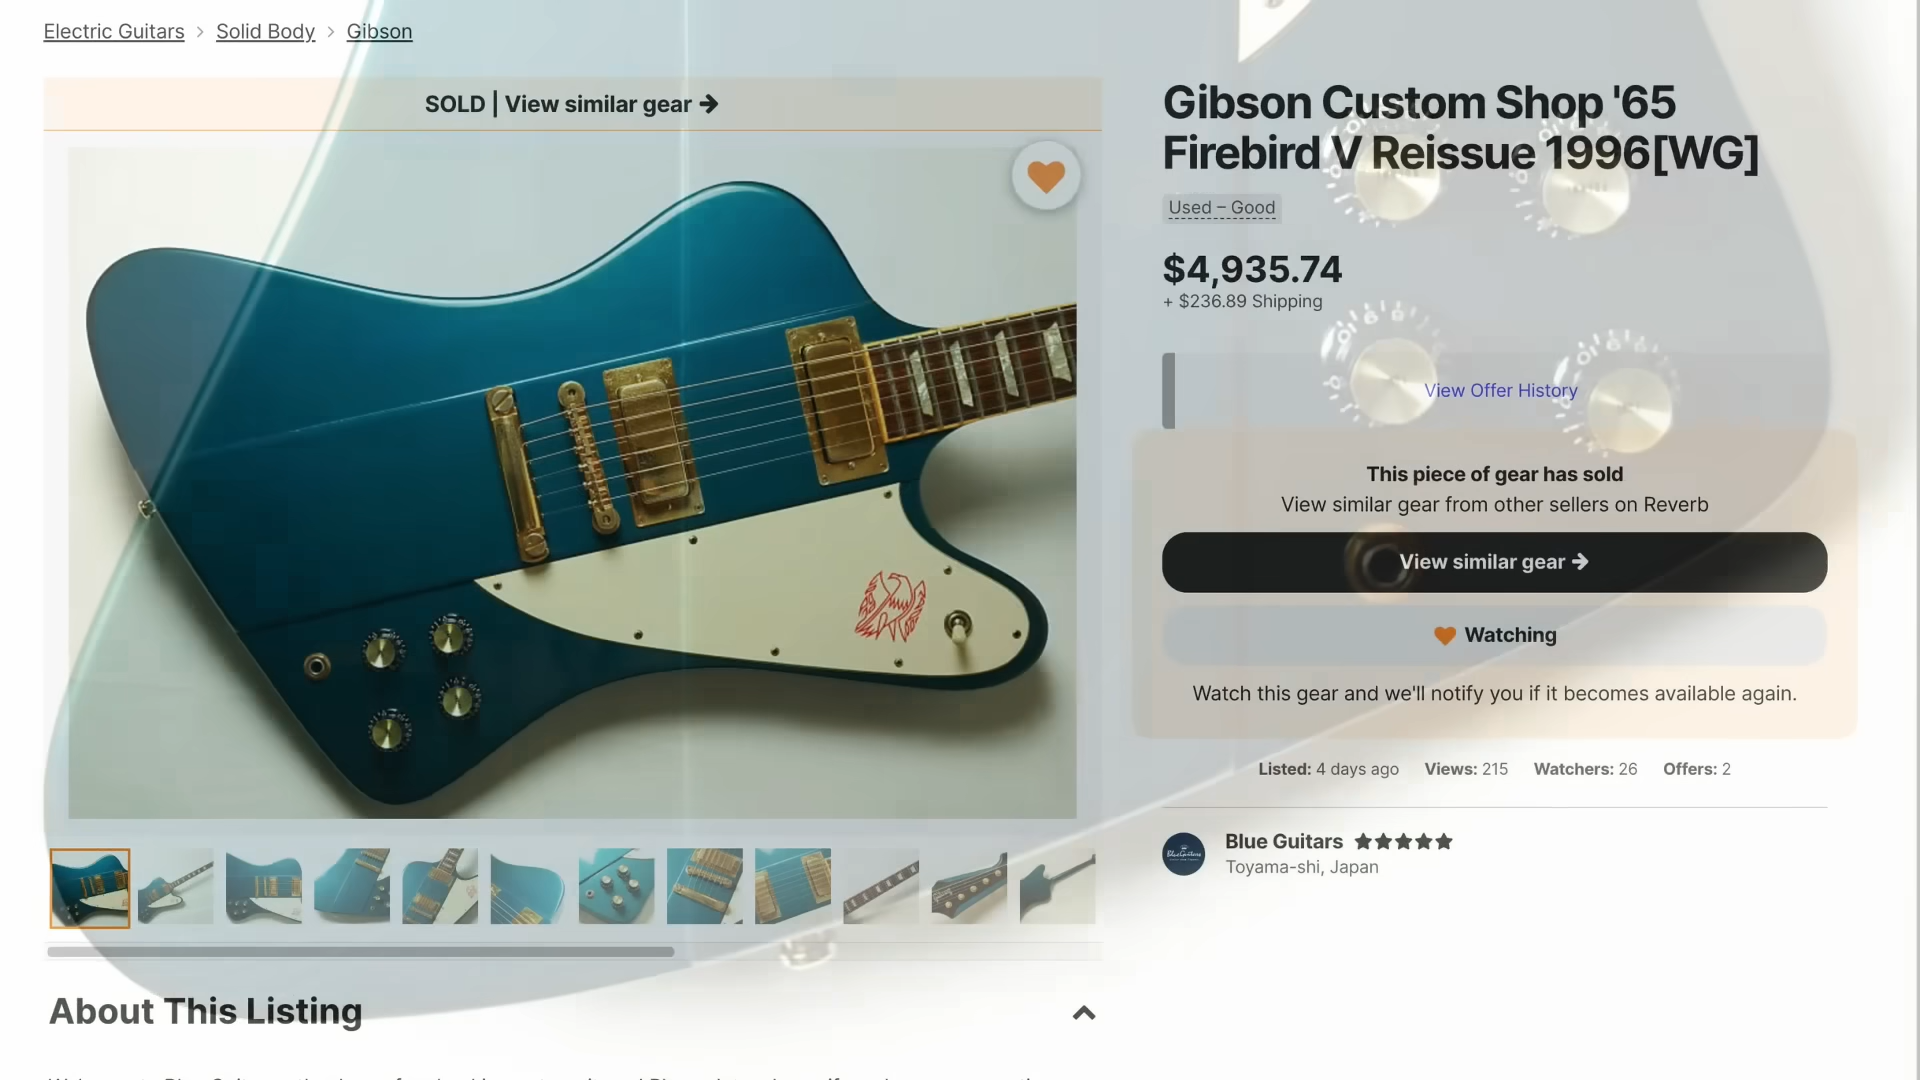 Electric Guitars > Solid Body > Gibson
SOLD | View similar gear →
Gibson Custom Shop '65
Firebird V Reissue 1996[WG]
Used – Good
$4,935.74
+ $236.89 Shipping
View Offer History
This piece of gear has sold
View similar gear from other sellers on Reverb
View similar gear →
Watching
Watch this gear and we'll notify you if it becomes available again.
Listed: 4 days ago Views: 215 Watchers: 26 Offers: 2
Blue Guitars ★★★★★
Toyama-shi, Japan
About This Listing